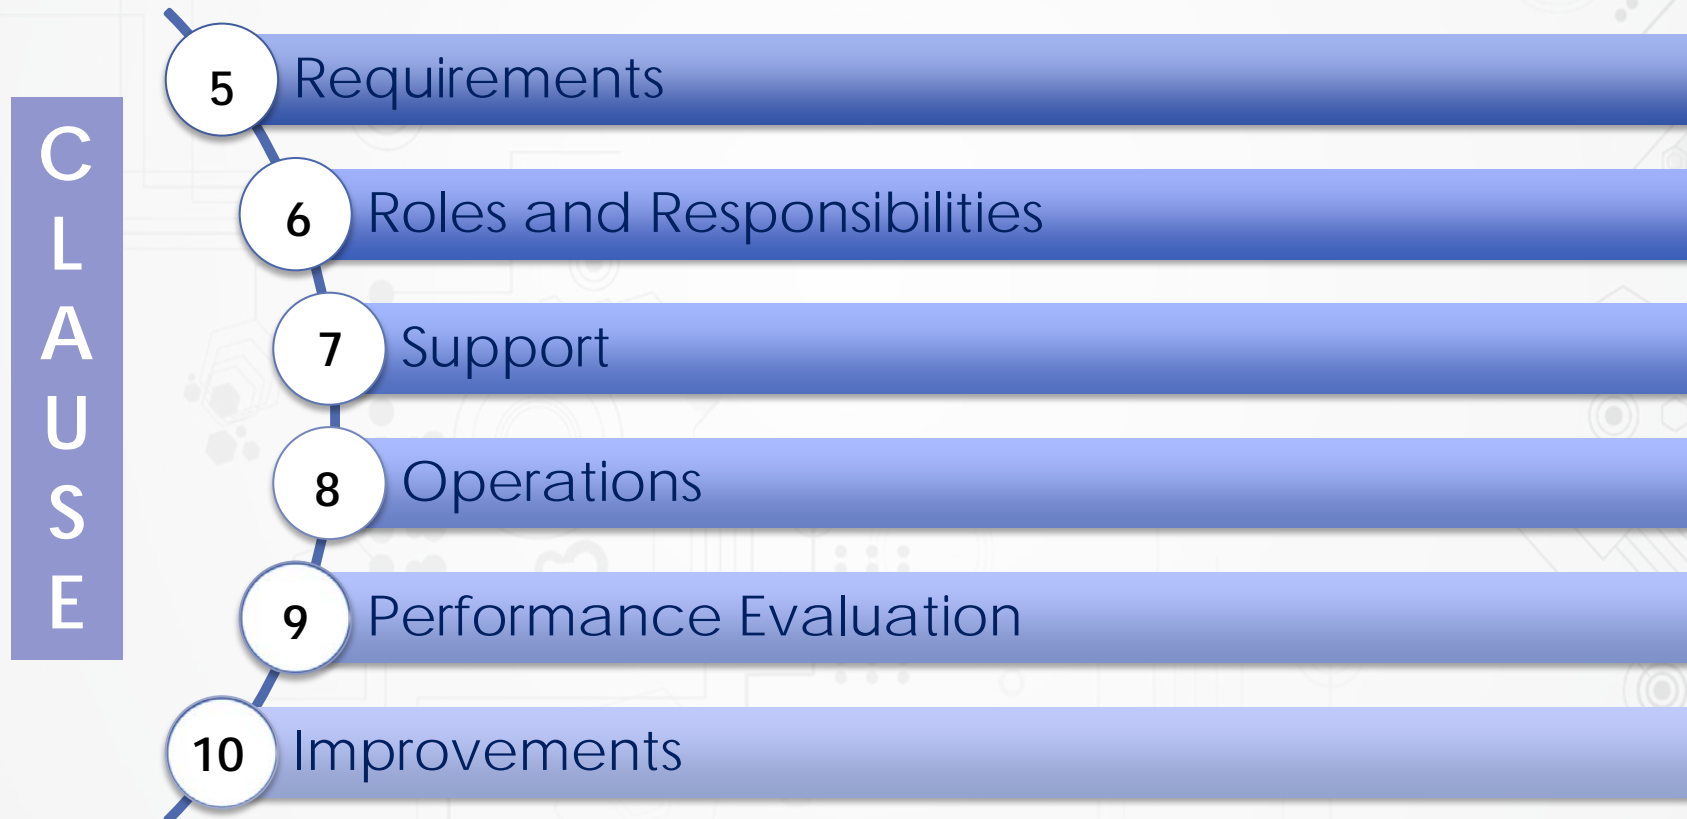 CLAUSE
5 Requirements
6 Roles and Responsibilities
7 Support
8 Operations
9 Performance Evaluation
10 Improvements